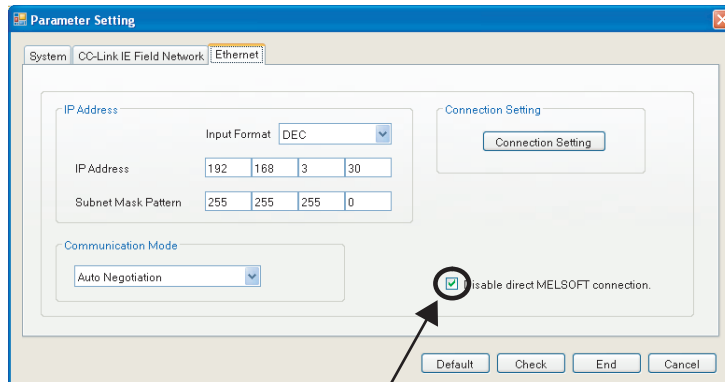 Parameter Setting
System CC-Link IE Field Network Ethernet
IP Address
Input Format DEC
IP Address 192 168 3 30
Subnet Mask Pattern 255 255 255 0
Communication Mode
Auto Negotiation
Connection Setting
Connection Setting
Disable direct MELSOFT connection.
Default Check End Cancel